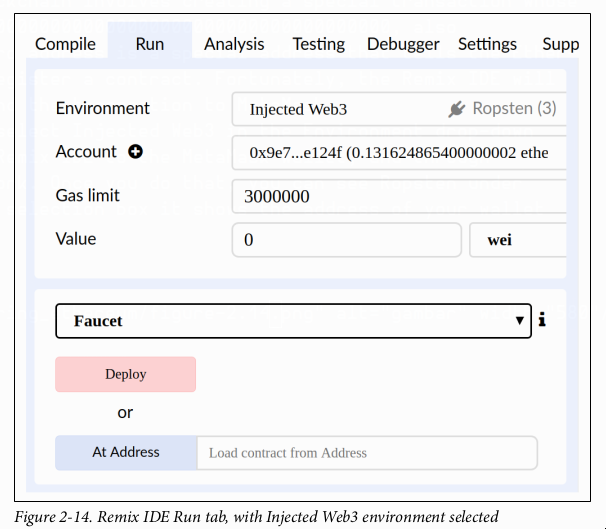 Compile Run Analysis Testing Debugger Settings Supp
Environment Injected Web3 Ropsten (3)
Account 0x9e7...e124f (0.131624865400000002 ethe
Gas limit 3000000
Value 0 wei
Faucet
Deploy
or
At Address Load contract from Address
Figure 2-14. Remix IDE Run tab, with Injected Web3 environment selected